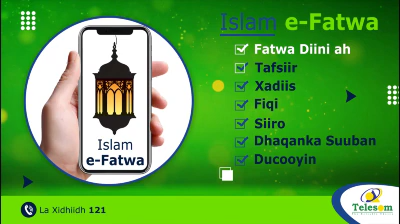 Islam e-Fatwa
Fatwa Diini ah
Tafsiir
Xadiis
Fiqi
Siiro
Dhaqanka Suuban
Ducooyin
Islam
e-Fatwa
La Xidhiidh 121
Telesom